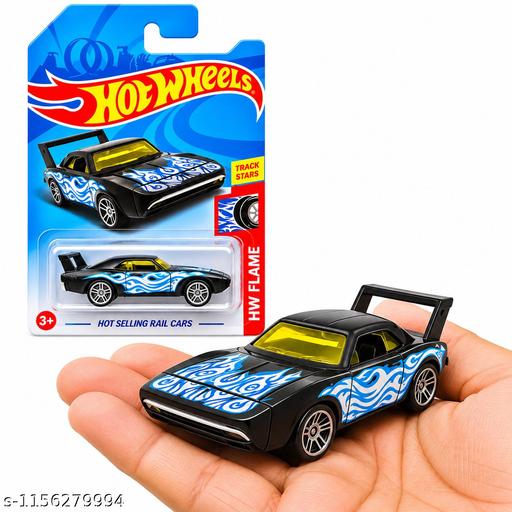 HOT WHEELS
TRACK
STARS
HW FLAME
3+
HOT SELLING RAIL CARS
s-1156279994